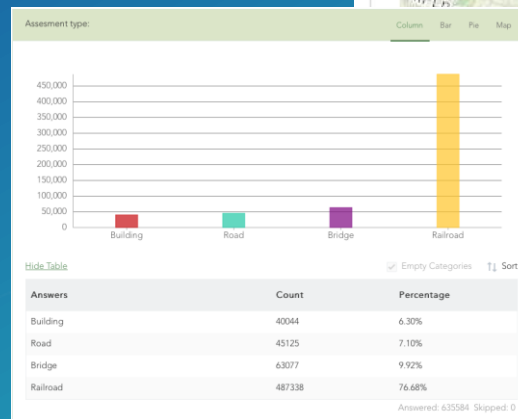 Assesment type: Column Bar Pie Map
450,000
400,000
350,000
300,000
250,000
200,000
150,000
100,000
50,000
0
Building Road Bridge Railroad
Hide Table Empty Categories Sort
Answers Count Percentage
Building 40044 6.30%
Road 45125 7.10%
Bridge 63077 9.92%
Railroad 487338 76.68%
Answered: 635584 Skipped: 0